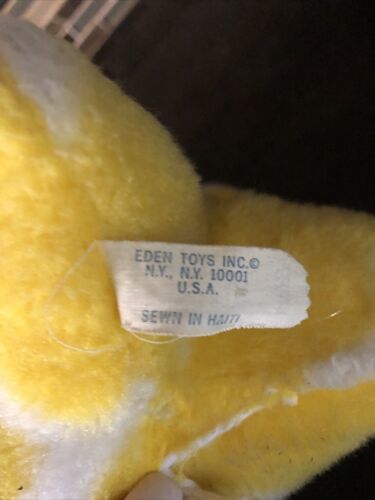 EDEN TOYS INC.©
N.Y., N.Y. 10001
U.S.A.
SEWN IN HAITI